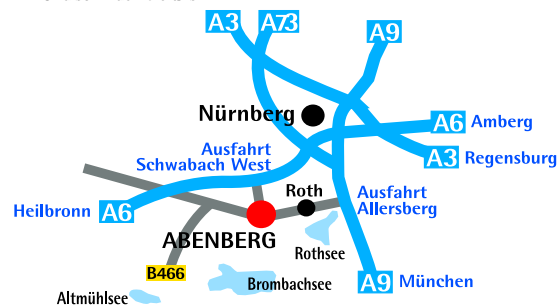 A3
A73
A9
Nürnberg
A6
Amberg
Ausfahrt
Schwabach West
A3
Regensburg
Roth
Ausfahrt
Allersberg
Heilbronn
A6
ABENBERG
Rothsee
B466
Brombachsee
A9
München
Altmühlsee